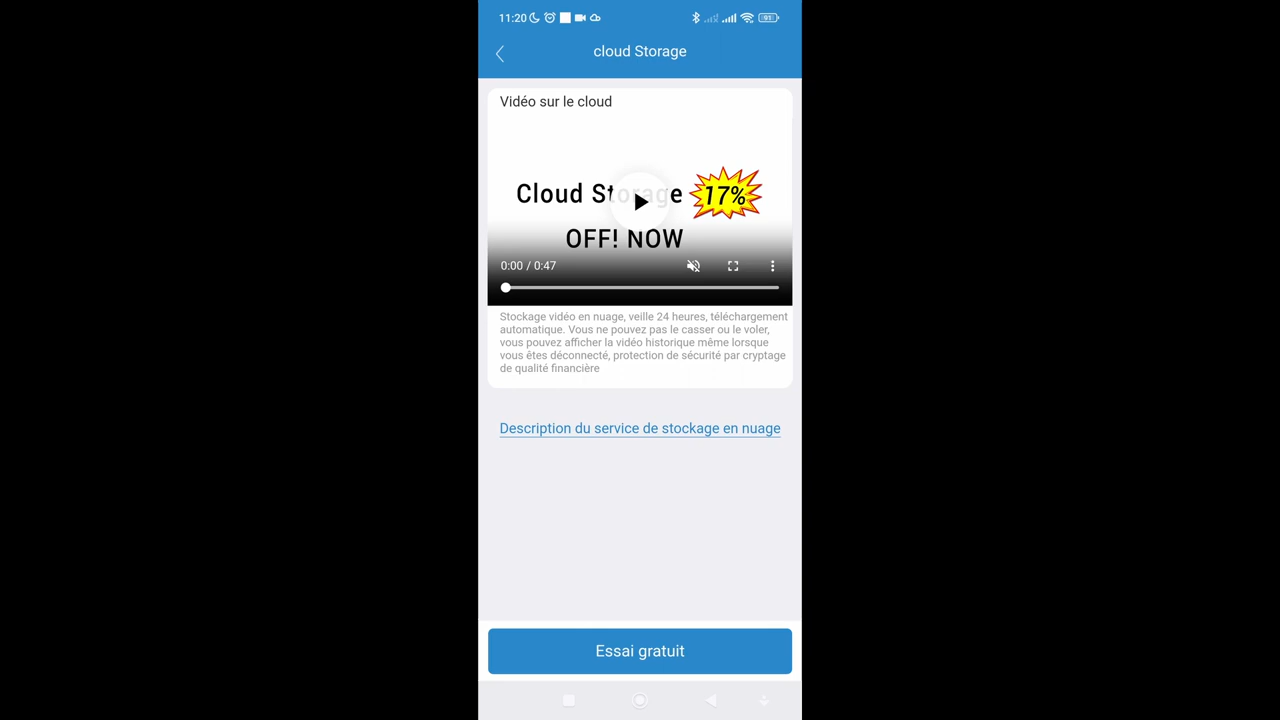 11:20
91
cloud Storage
Vidéo sur le cloud
Cloud Storage 17%
OFF! NOW
0:00 / 0:47
Stockage vidéo en nuage, veille 24 heures, téléchargement
automatique. Vous ne pouvez pas le casser ou le voler,
vous pouvez afficher la vidéo historique même lorsque
vous êtes déconnecté, protection de sécurité par cryptage
de qualité financière
Description du service de stockage en nuage
Essai gratuit